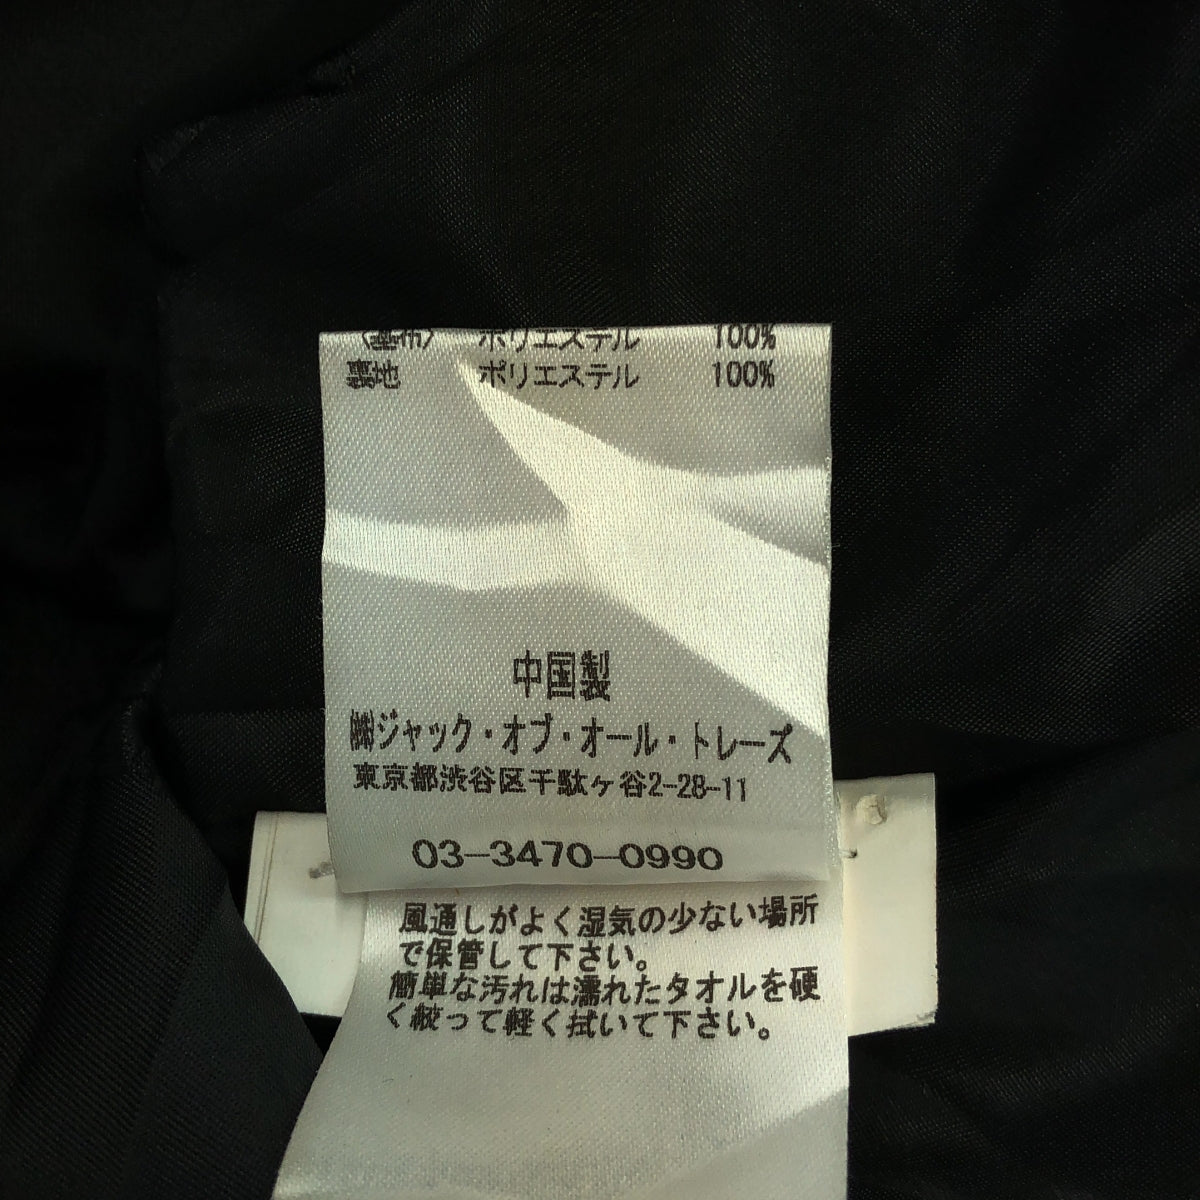 〈基布〉 ポリエステル 100%
裏地 ポリエステル 100%
中国製
㈱ジャック・オブ・オール・トレーズ
東京都渋谷区千駄ヶ谷2-28-11
03-3470-0990
風通しがよく湿気の少ない場所
で保管して下さい。
簡単な汚れは濡れたタオルを硬
く絞って軽く拭いて下さい。